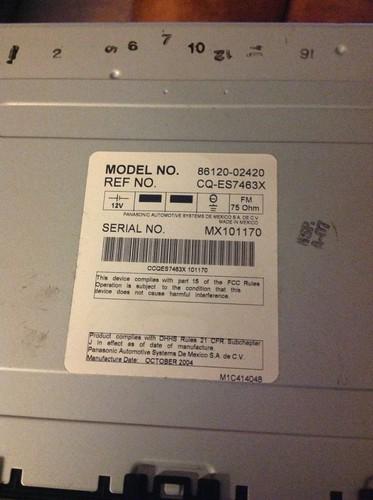 2 5 6 7 10 12 16
MODEL NO. 86120-02420
REF NO. CQ-ES7463X
12V
FM
75 Ohm
PANASONIC AUTOMOTIVE SYSTEMS DE MEXICO S.A. DE C.V.
MADE IN MEXICO
SERIAL NO. MX101170
CCQES7463X 101170
This device complies with part 15 of the FCC Rules
Operation is subject to the condition that this
device does not cause harmful interference.
Product complies with DHHS Rules 21 CFR Subchapter
J in effect as of date of manufacture.
Panasonic Automotive Systems De Mexico S.A. de C.V.
Manufacture Date: OCTOBER 2004
M1C414048